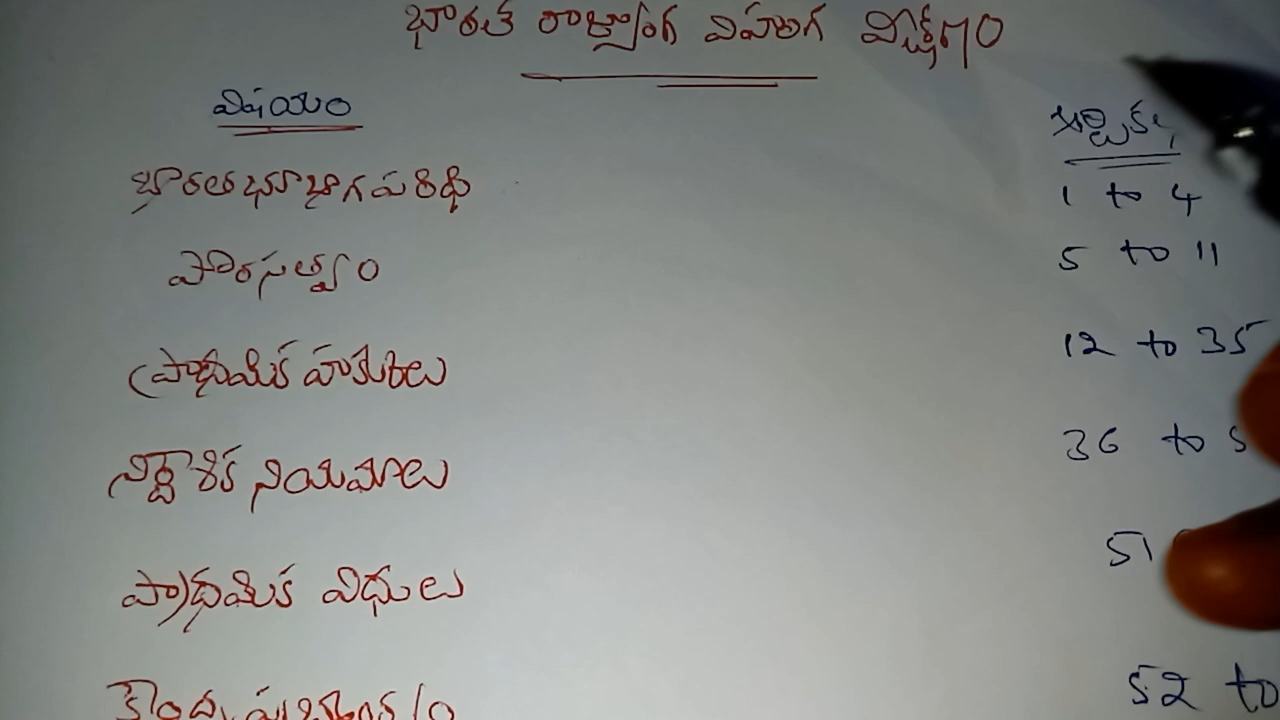 భారత రాజ్యాంగ విహంగ వీక్షణం
విషయం
భారత భూభాగ పరిధి 1 to 4
పౌరసత్వం 5 to 11
ప్రాథమిక హక్కులు 12 to 35
నిర్దేశిక నియమాలు 36 to
ప్రాథమిక విధులు 51
52 to